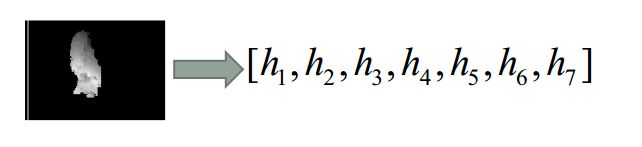 [h₁, h₂, h₃, h₄, h₅, h₆, h₇]